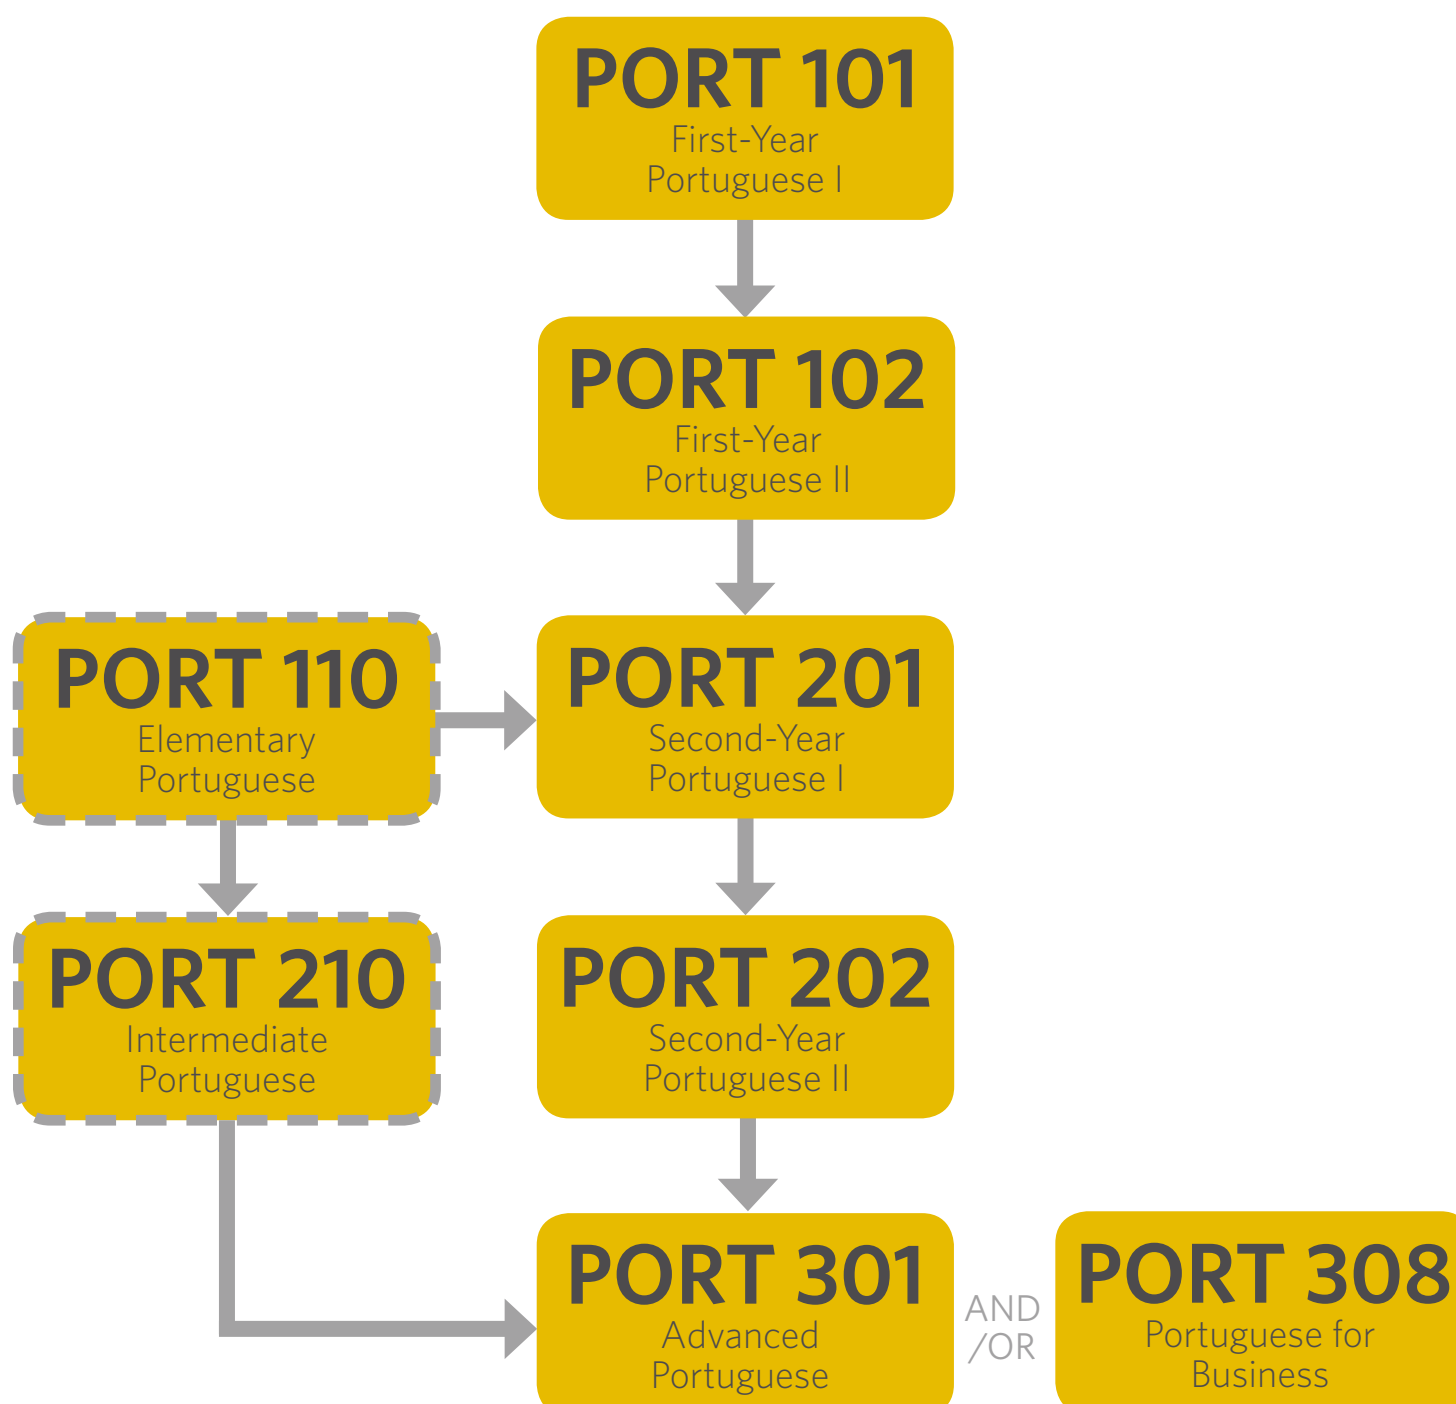 PORT 101
First-Year
Portuguese I
PORT 102
First-Year
Portuguese II
PORT 110
Elementary
Portuguese
PORT 201
Second-Year
Portuguese I
PORT 210
Intermediate
Portuguese
PORT 202
Second-Year
Portuguese II
PORT 301
Advanced
Portuguese
AND
/OR
PORT 308
Portuguese for
Business